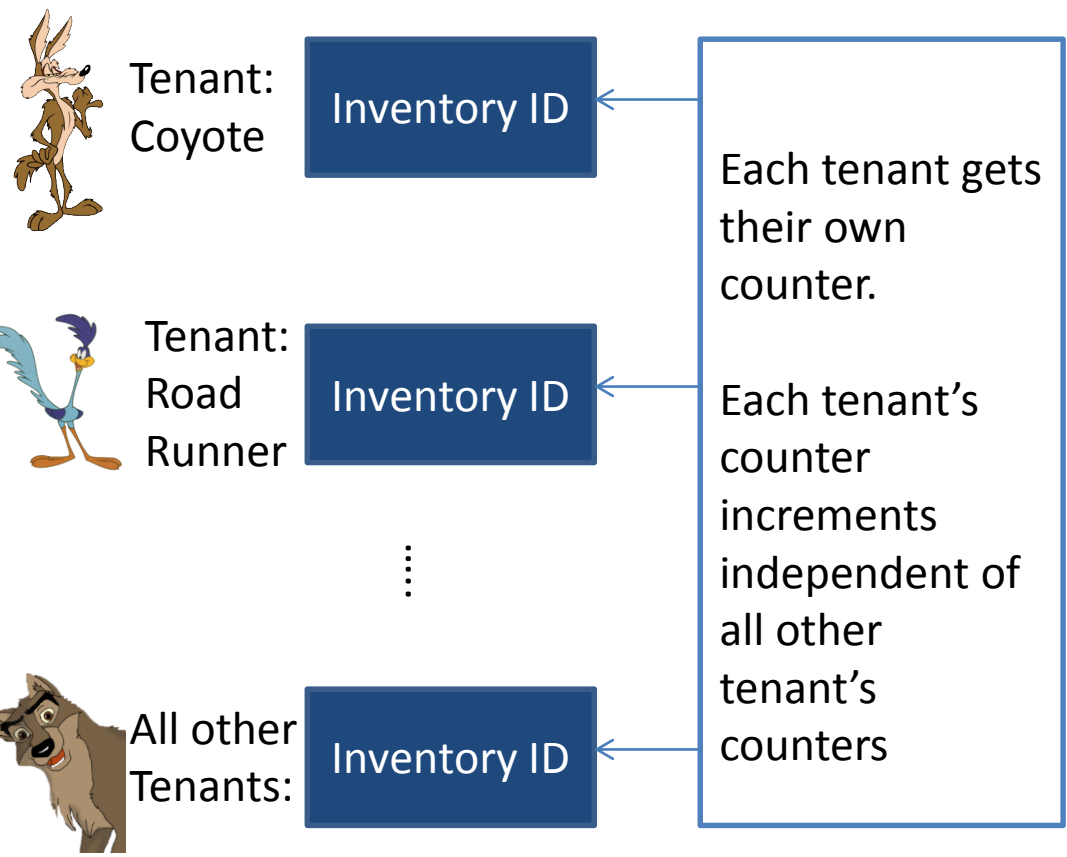 Tenant:
Coyote
Inventory ID
Tenant:
Road
Runner
Inventory ID
All other
Tenants:
Inventory ID
Each tenant gets
their own
counter.
Each tenant’s
counter
increments
independent of
all other
tenant’s
counters